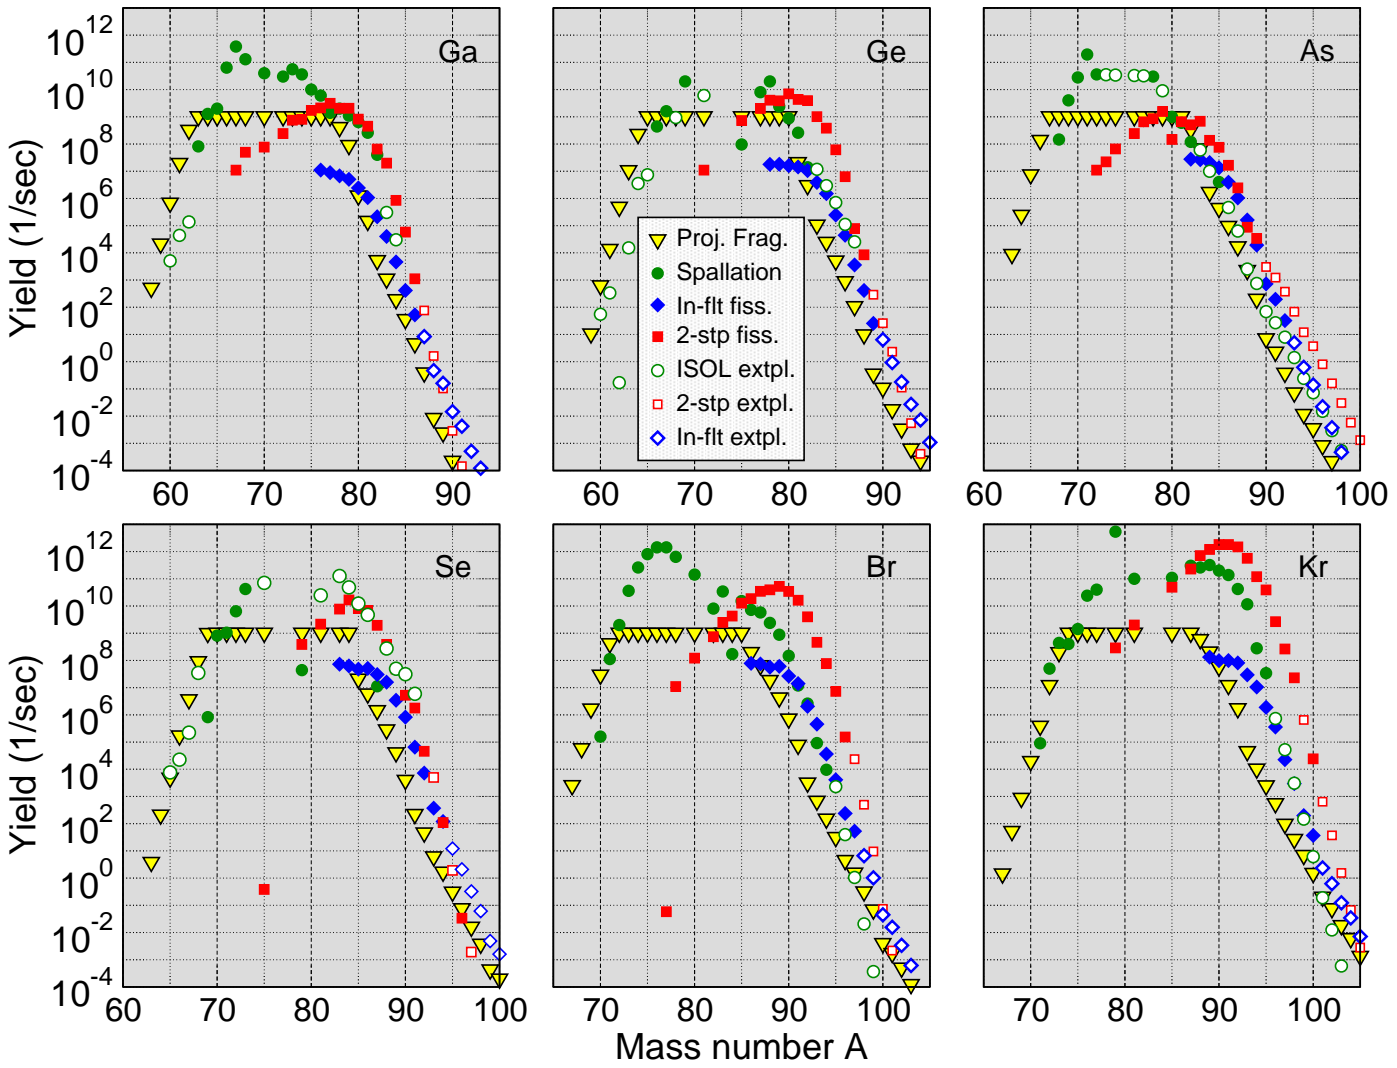 Ga
Ge
As
Yield (1/sec)
10^12
10^10
10^8
10^6
10^4
10^2
10^0
10^-2
10^-4
Proj. Frag.
Spallation
In-flt fiss.
2-stp fiss.
ISOL extpl.
2-stp extpl.
In-flt extpl.
60 70 80 90
60 70 80 90
60 70 80 90 100
Se
Br
Kr
Yield (1/sec)
10^12
10^10
10^8
10^6
10^4
10^2
10^0
10^-2
10^-4
60 70 80 90 100
70 80 90 100
70 80 90 100
Mass number A